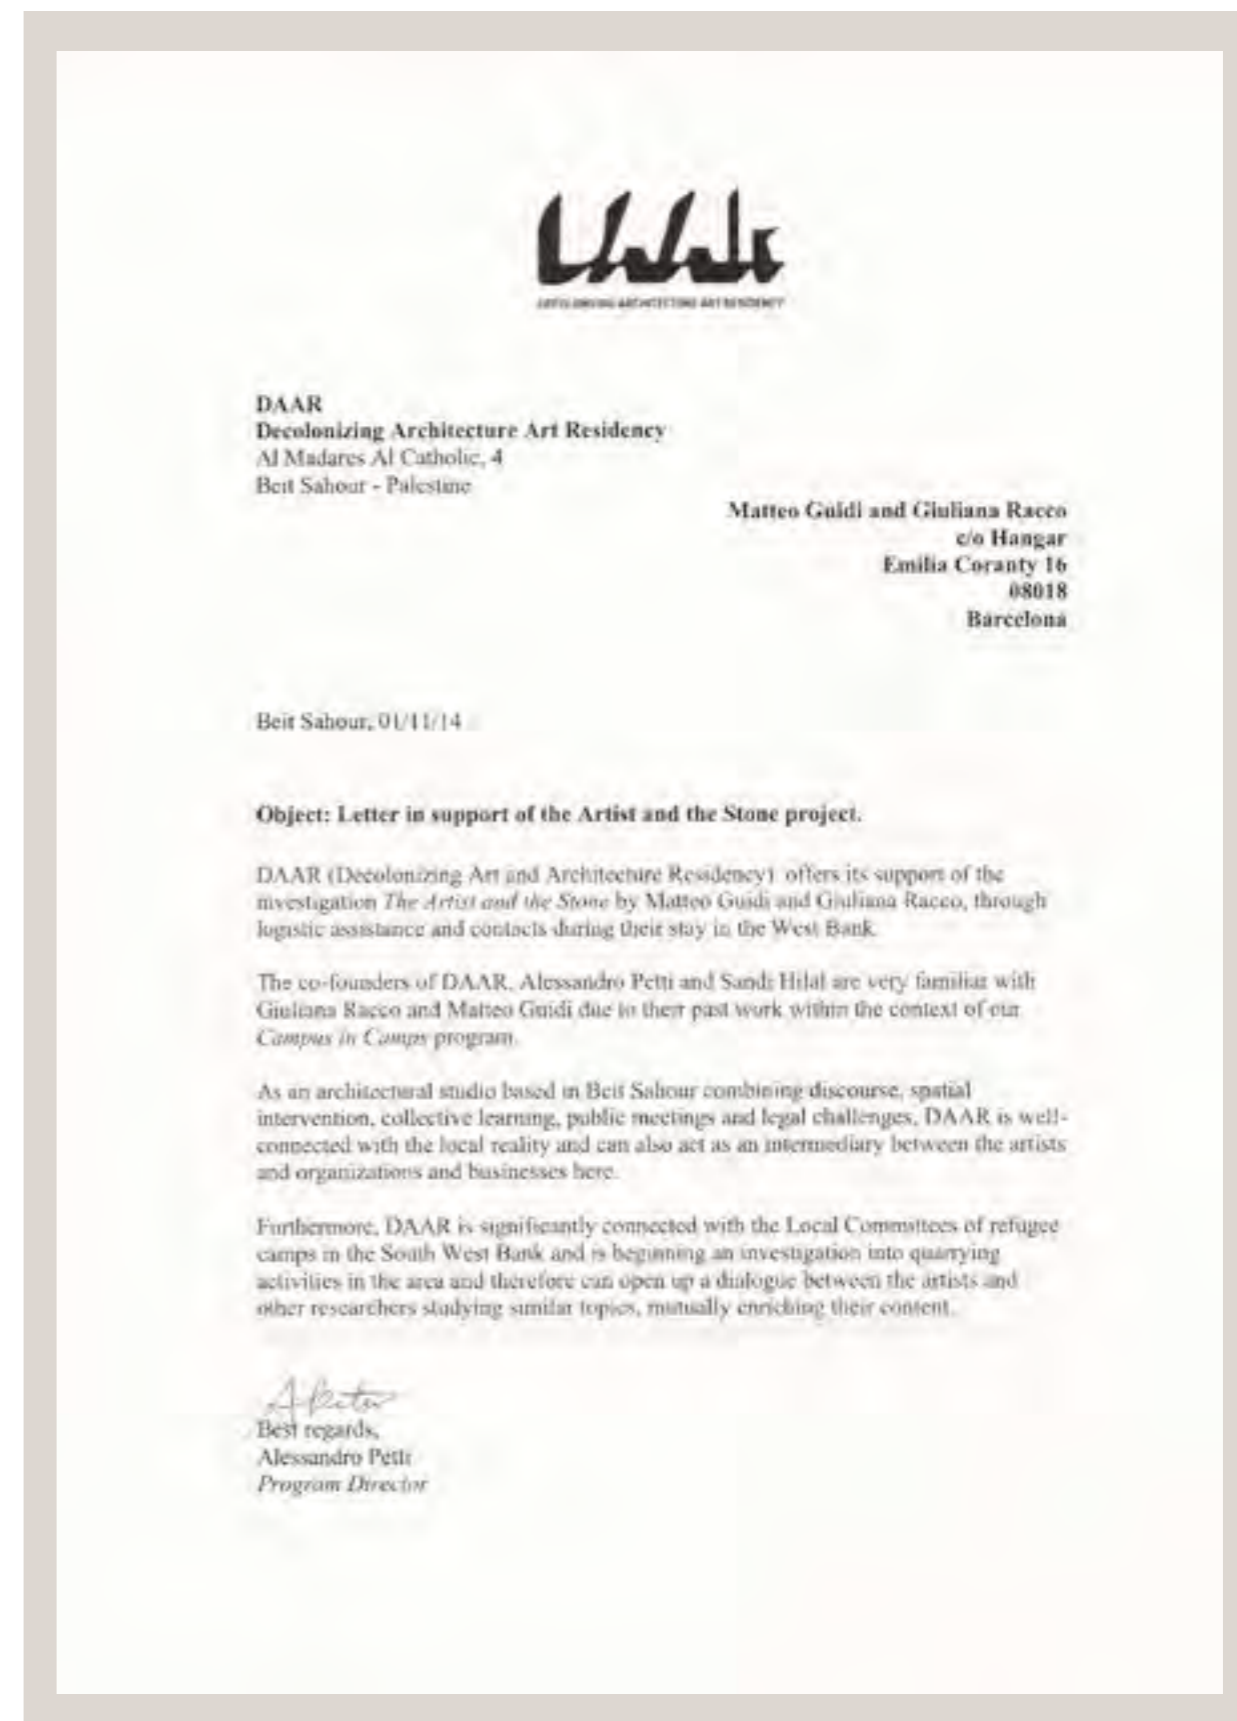 DECOLONIZING ARCHITECTURE ART RESIDENCY
DAAR
Decolonizing Architecture Art Residency
Al Madares Al Catholic, 4
Beit Sahour - Palestine
Matteo Guidi and Giuliana Racco
c/o Hangar
Emilia Coranty 16
08018
Barcelona
Beit Sahour, 01/11/14
Object: Letter in support of the Artist and the Stone project.
DAAR (Decolonizing Art and Architecture Residency) offers its support of the
investigation The Artist and the Stone by Matteo Guidi and Giuliana Racco, through
logistic assistance and contacts during their stay in the West Bank.
The co-founders of DAAR, Alessandro Petti and Sandi Hilal are very familiar with
Giuliana Racco and Matteo Guidi due to their past work within the context of our
Campus in Camps program.
As an architectural studio based in Beit Sahour combining discourse, spatial
intervention, collective learning, public meetings and legal challenges, DAAR is well-
connected with the local reality and can also act as an intermediary between the artists
and organizations and businesses here.
Furthermore, DAAR is significantly connected with the Local Committees of refugee
camps in the South West Bank and is beginning an investigation into quarrying
activities in the area and therefore can open up a dialogue between the artists and
other researchers studying similar topics, mutually enriching their content.
Best regards,
Alessandro Petti
Program Director